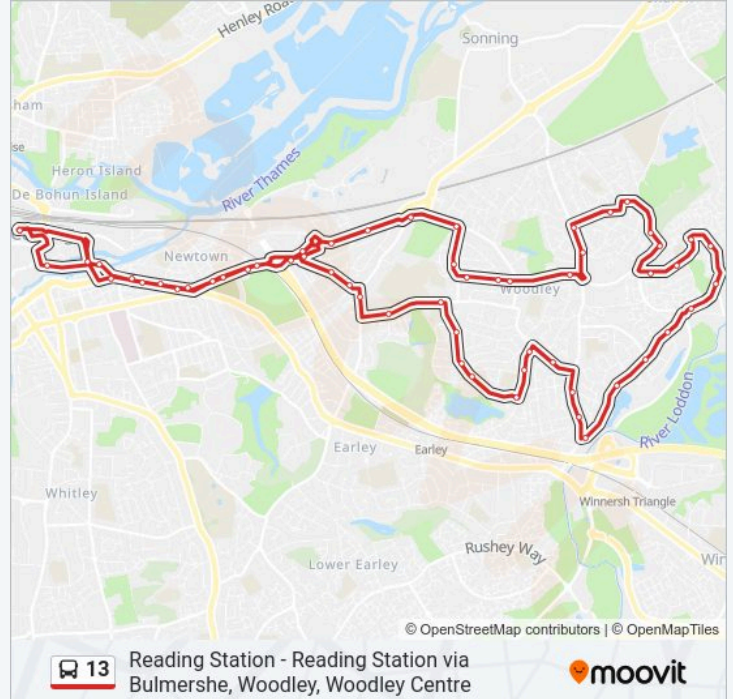 Henley Roa
Sonning
ham
se
Heron Island
De Bohun Island
River Thames
Newtown
Woodley
River Loddon
Earley
Earley
Whitley
Winnersh Triangle
Rushey Way
Win
Lower Earley
© OpenStreetMap contributors | © OpenMapTiles
13
Reading Station - Reading Station via
Bulmershe, Woodley, Woodley Centre
moovit